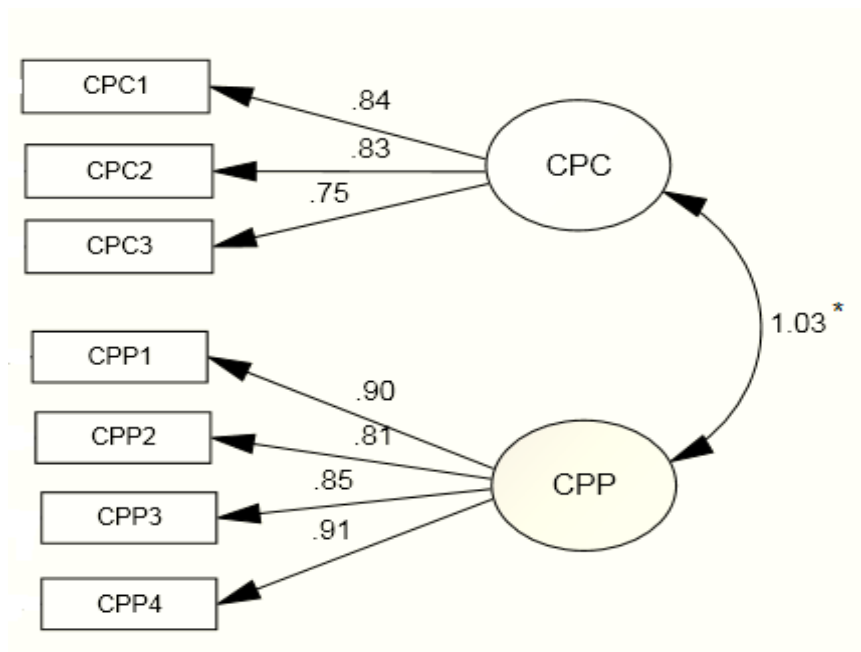 CPC1
.84
CPC2
.83
CPC3
.75
CPC
1.03 *
CPP1
.90
CPP2
.81
CPP3
.85
CPP4
.91
CPP